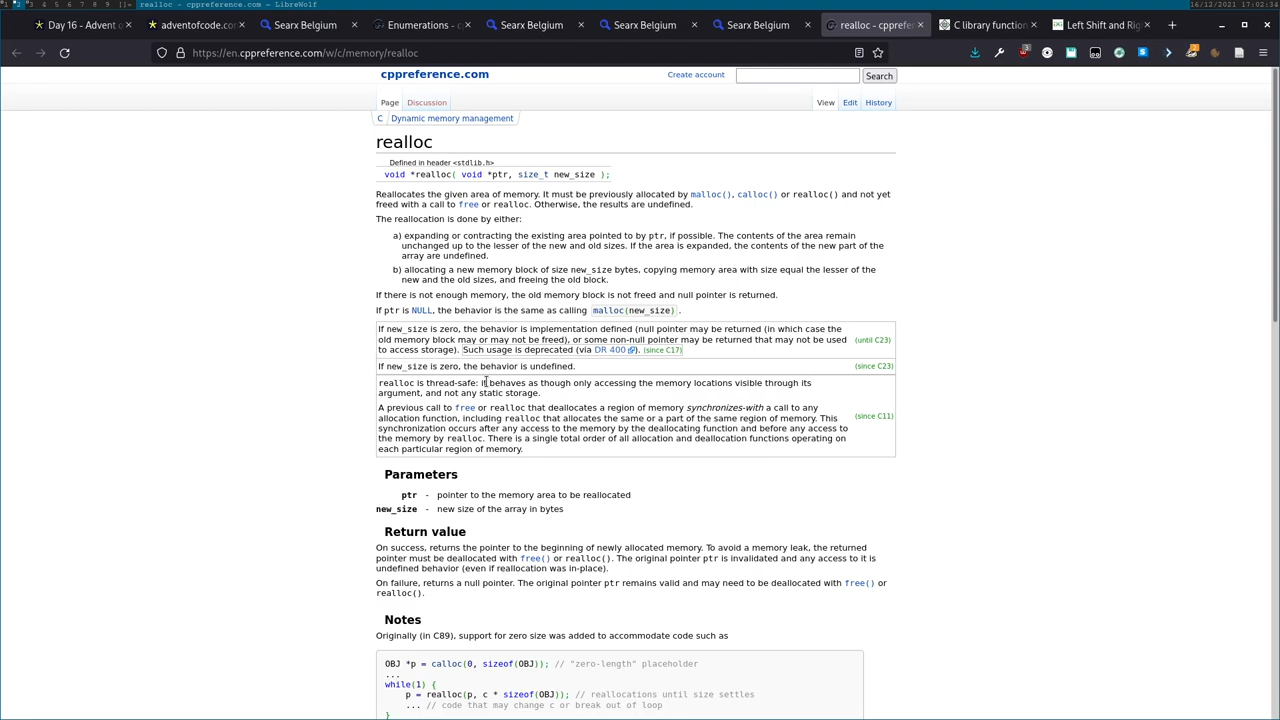 1 2 3 4 5 6 7 8 9 []= realloc - cppreference.com — LibreWolf 16/12/2021 17:02:34
Day 16 - Advent o adventofcode.co Searx Belgium Enumerations - c Searx Belgium Searx Belgium Searx Belgium realloc - cpprefe C library function Left Shift and Rig
https://en.cppreference.com/w/c/memory/realloc
cppreference.com Create account Search
Page Discussion View Edit History
C Dynamic memory management
realloc
Defined in header <stdlib.h>
void *realloc( void *ptr, size_t new_size );
Reallocates the given area of memory. It must be previously allocated by malloc(), calloc() or realloc() and not yet
freed with a call to free or realloc. Otherwise, the results are undefined.
The reallocation is done by either:
a) expanding or contracting the existing area pointed to by ptr, if possible. The contents of the area remain
unchanged up to the lesser of the new and old sizes. If the area is expanded, the contents of the new part of the
array are undefined.
b) allocating a new memory block of size new_size bytes, copying memory area with size equal the lesser of
the new and the old sizes, and freeing the old block.
If there is not enough memory, the old memory block is not freed and null pointer is returned.
If ptr is NULL, the behavior is the same as calling malloc(new_size).
If new_size is zero, the behavior is implementation defined (null pointer may be returned (in which case the
old memory block may or may not be freed), or some non-null pointer may be returned that may not be used (until C23)
to access storage). Such usage is deprecated (via DR 400). (since C17)
If new_size is zero, the behavior is undefined. (since C23)
realloc is thread-safe: it behaves as though only accessing the memory locations visible through its
argument, and not any static storage.
A previous call to free or realloc that deallocates a region of memory synchronizes-with a call to any
allocation function, including realloc that allocates the same or a part of the same region of memory. This (since C11)
synchronization occurs after any access to the memory by the deallocating function and before any access to
the memory by realloc. There is a single total order of all allocation and deallocation functions operating on
each particular region of memory.
Parameters
ptr - pointer to the memory area to be reallocated
new_size - new size of the array in bytes
Return value
On success, returns the pointer to the beginning of newly allocated memory. To avoid a memory leak, the returned
pointer must be deallocated with free() or realloc(). The original pointer ptr is invalidated and any access to it is
undefined behavior (even if reallocation was in-place).
On failure, returns a null pointer. The original pointer ptr remains valid and may need to be deallocated with free() or
realloc().
Notes
Originally (in C89), support for zero size was added to accommodate code such as
OBJ *p = calloc(0, sizeof(OBJ)); // "zero-length" placeholder
...
while(1) {
p = realloc(p, c * sizeof(OBJ)); // reallocations until size settles
... // code that may change c or break out of loop
}